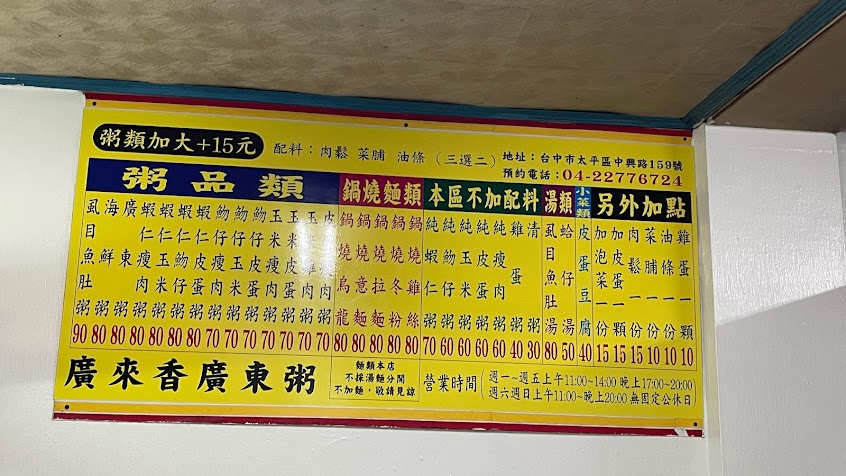 粥類加大+15元
配料：肉鬆 菜脯 油條（三選二）
地址：台中市太平區中興路159號
預約電話：04-22776724
粥品類
虱目魚肚粥 90
海鮮粥 80
廣東粥 80
蝦仁瘦肉粥 80
蝦仁玉米粥 80
蝦仁魩仔粥 80
蝦仁皮蛋粥 80
魩仔瘦肉粥 70
魩仔玉米粥 70
魩仔皮蛋粥 70
玉米瘦肉粥 70
玉米皮蛋粥 70
玉米雞肉粥 70
皮蛋瘦肉粥 70
鍋燒麵類
鍋燒烏龍 80
鍋燒意麵 80
鍋燒拉麵 80
鍋燒冬粉 80
鍋燒雞絲 80
本區不加配料
純蝦仁粥 70
純魩仔粥 60
純玉米粥 60
純皮蛋粥 60
純瘦肉粥 60
雞蛋粥 40
清粥 30
湯類
虱目魚肚湯 80
蛤仔湯 50
小菜類
皮蛋豆腐 40
另外加點
加泡菜一份 15
加皮蛋一顆 15
肉鬆一份 10
菜脯一份 10
油條一份 10
雞蛋一顆 10
廣來香廣東粥
麵類本店
不採湯麵分開
不加麵，敬請見諒
營業時間
週一~週五上午11:00~14:00 晚上17:00~20:00
週六週日上午11:00~晚上20:00 無固定公休日